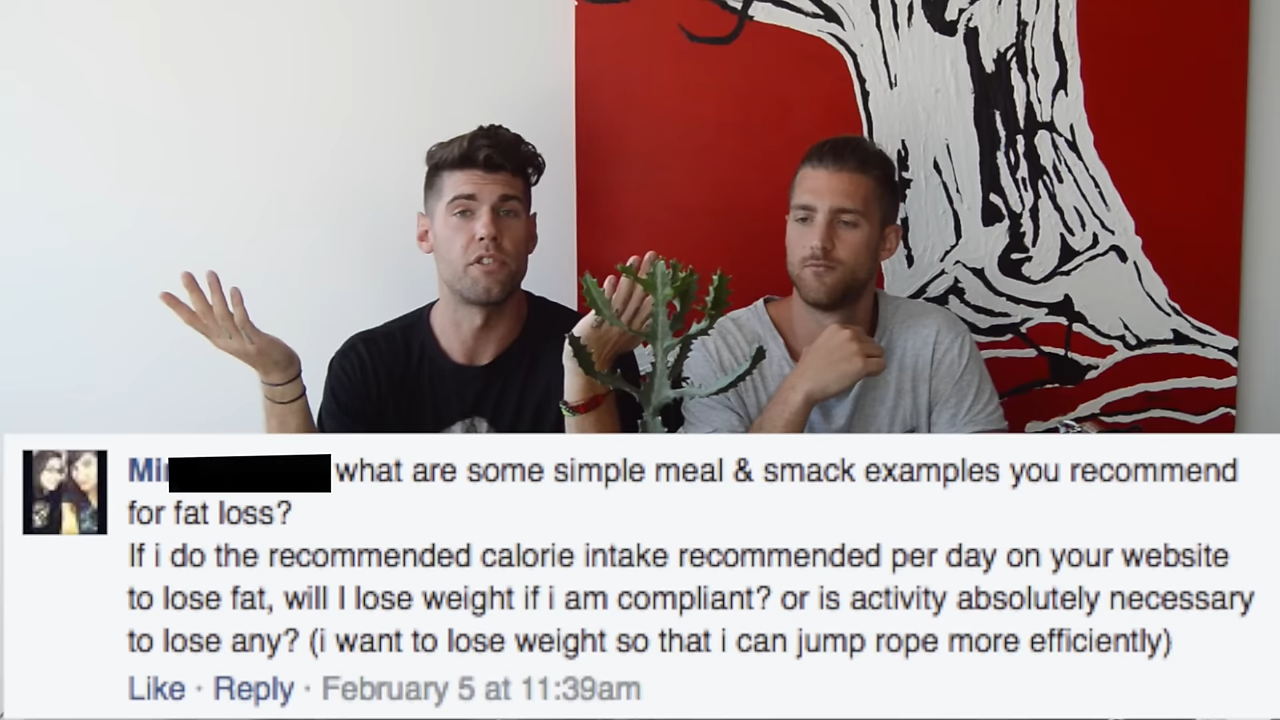 Mi what are some simple meal & smack examples you recommend
for fat loss?
If i do the recommended calorie intake recommended per day on your website
to lose fat, will I lose weight if i am compliant? or is activity absolutely necessary
to lose any? (i want to lose weight so that i can jump rope more efficiently)
Like · Reply · February 5 at 11:39am